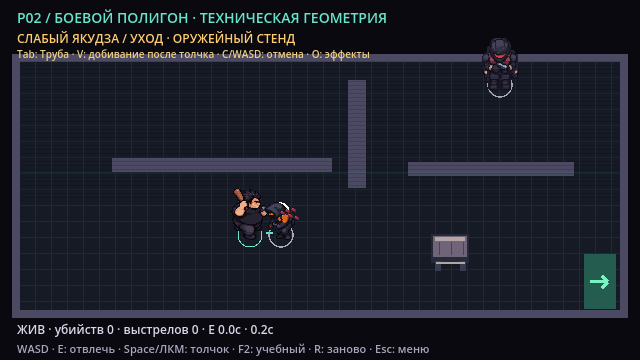 P02 / БОЕВОЙ ПОЛИГОН · ТЕХНИЧЕСКАЯ ГЕОМЕТРИЯ
СЛАБЫЙ ЯКУДЗА / УХОД · ОРУЖЕЙНЫЙ СТЕНД
Tab: Труба · V: добивание после толчка · C/WASD: отмена · O: эффекты
ЖИВ · убийств 0 · выстрелов 0 · E 0.0с · 0.2с
WASD · E: отвлечь · Space/ЛКМ: толчок · F2: учебный · R: заново · Esc: меню